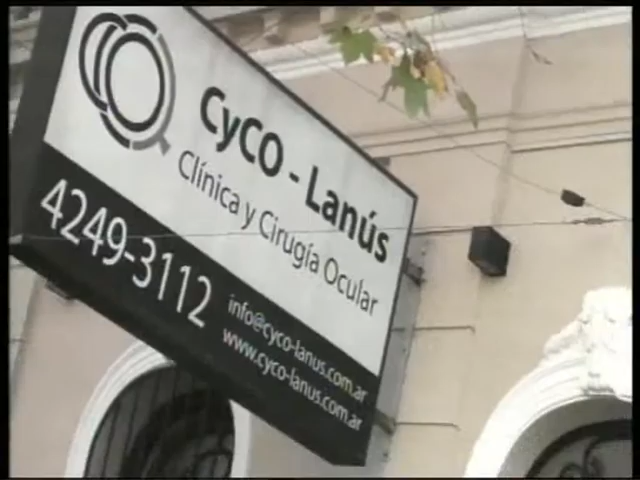 CyCO - Lanús
Clínica y Cirugía Ocular
4249-3112
info@cyco-lanus.com.ar
www.cyco-lanus.com.ar